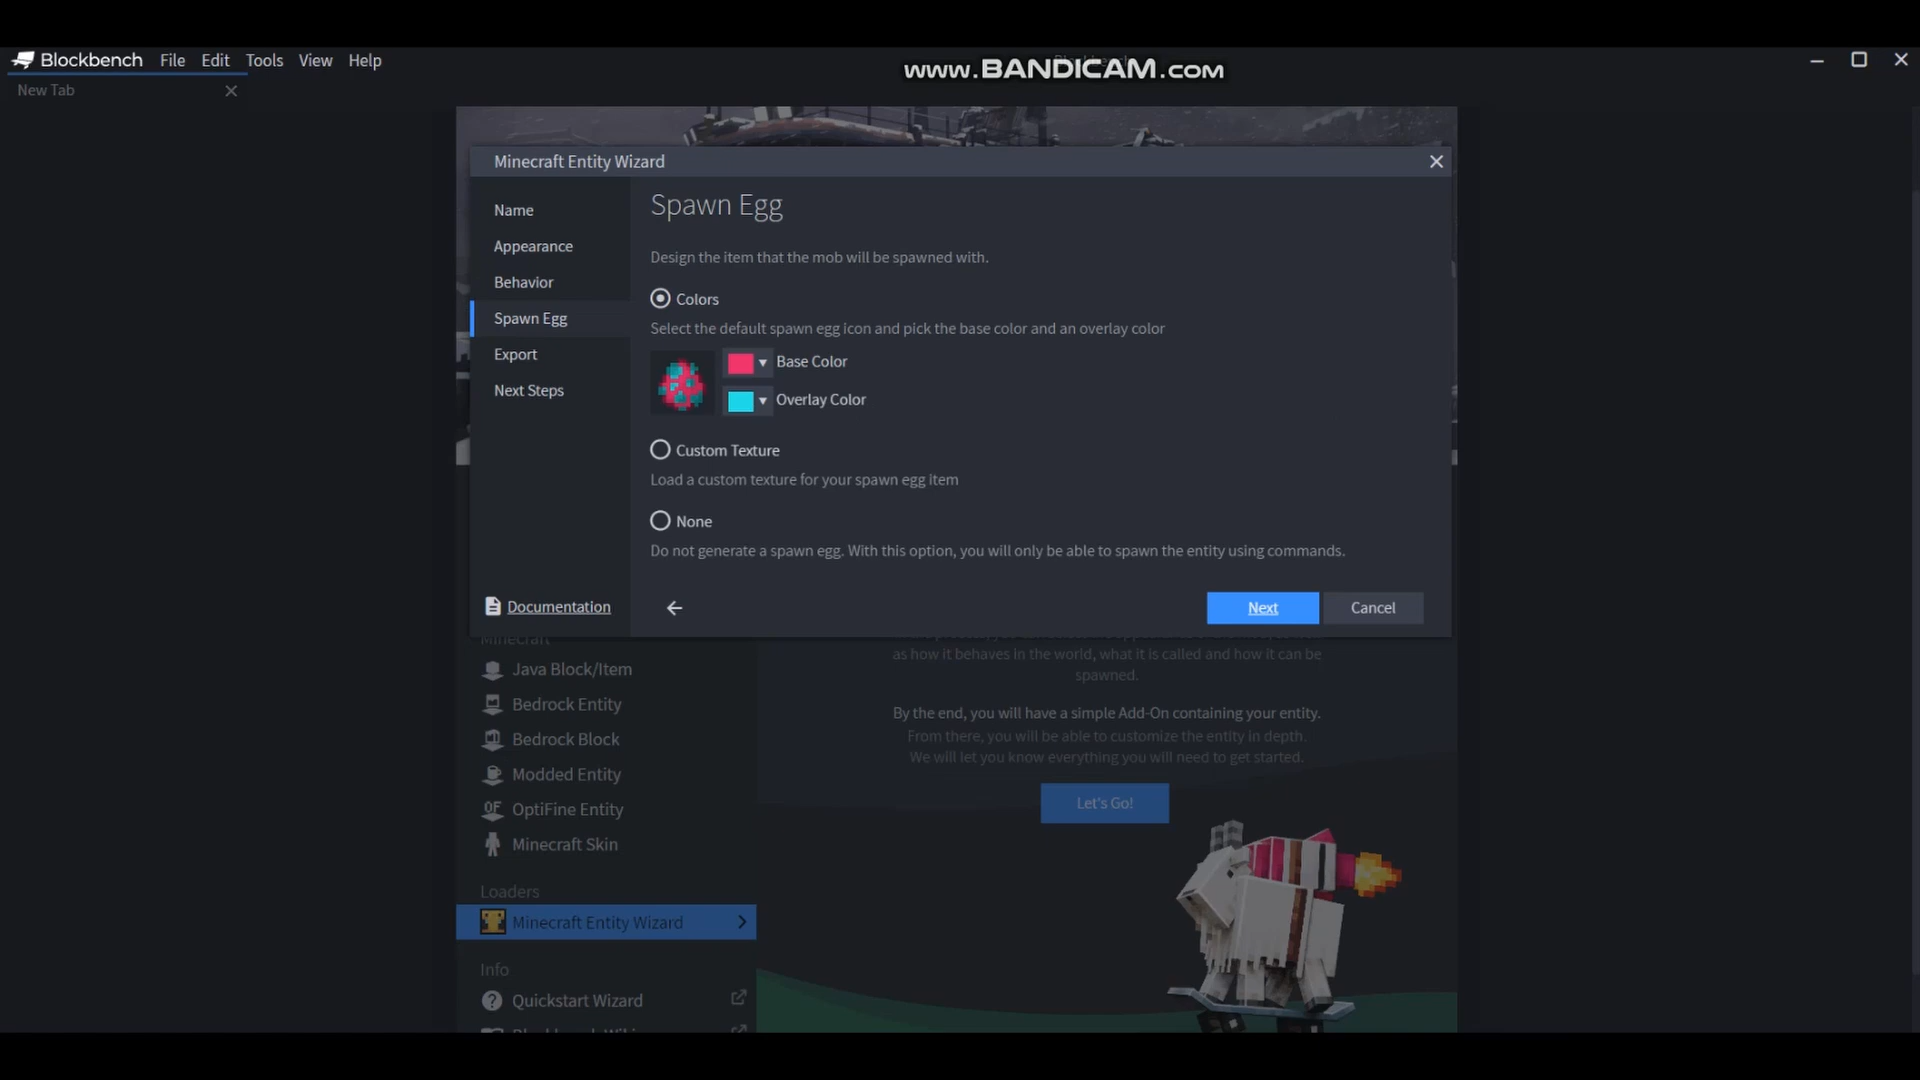 Blockbench File Edit Tools View Help
www.BANDICAM.com
New Tab
Minecraft Entity Wizard
Name
Appearance
Behavior
Spawn Egg
Export
Next Steps
Documentation
Spawn Egg
Design the item that the mob will be spawned with.
Colors
Select the default spawn egg icon and pick the base color and an overlay color
Base Color
Overlay Color
Custom Texture
Load a custom texture for your spawn egg item
None
Do not generate a spawn egg. With this option, you will only be able to spawn the entity using commands.
Next Cancel
Minecraft
Java Block/Item
Bedrock Entity
Bedrock Block
Modded Entity
OptiFine Entity
Minecraft Skin
Loaders
Minecraft Entity Wizard
Info
Quickstart Wizard
as how it behaves in the world, what it is called and how it can be
spawned.
By the end, you will have a simple Add-On containing your entity.
From there, you will be able to customize the entity in depth.
We will let you know everything you will need to get started.
Let's Go!